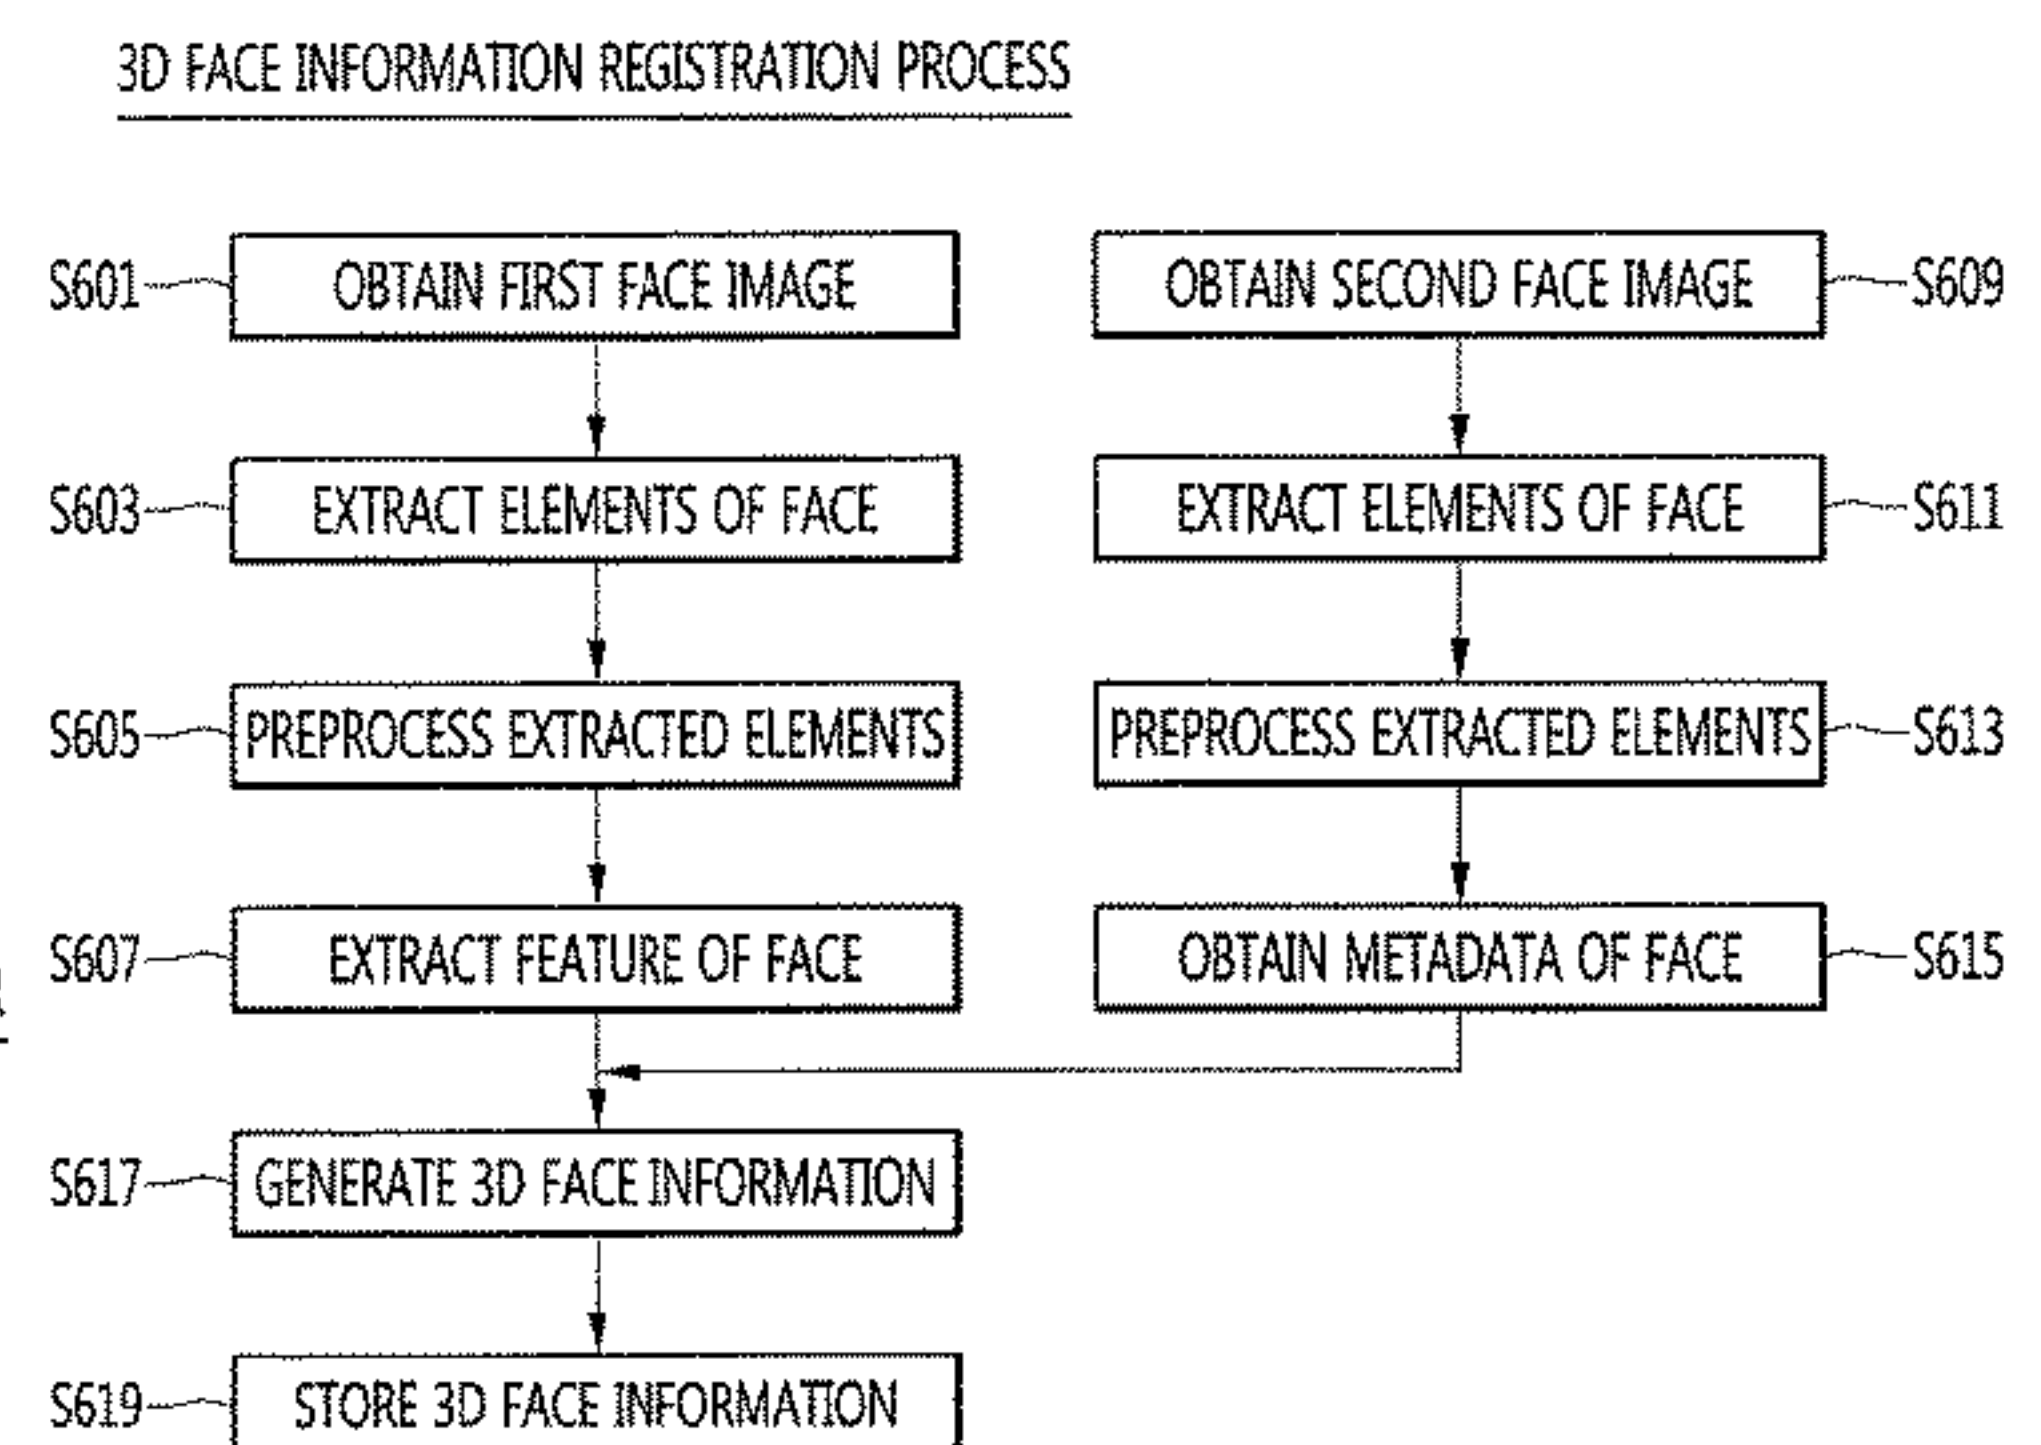 3D FACE INFORMATION REGISTRATION PROCESS
S601
OBTAIN FIRST FACE IMAGE
OBTAIN SECOND FACE IMAGE
S609
S603
EXTRACT ELEMENTS OF FACE
EXTRACT ELEMENTS OF FACE
S611
S605
PREPROCESS EXTRACTED ELEMENTS
PREPROCESS EXTRACTED ELEMENTS
S613
S607
EXTRACT FEATURE OF FACE
OBTAIN METADATA OF FACE
S615
S617
GENERATE 3D FACE INFORMATION
S619
STORE 3D FACE INFORMATION